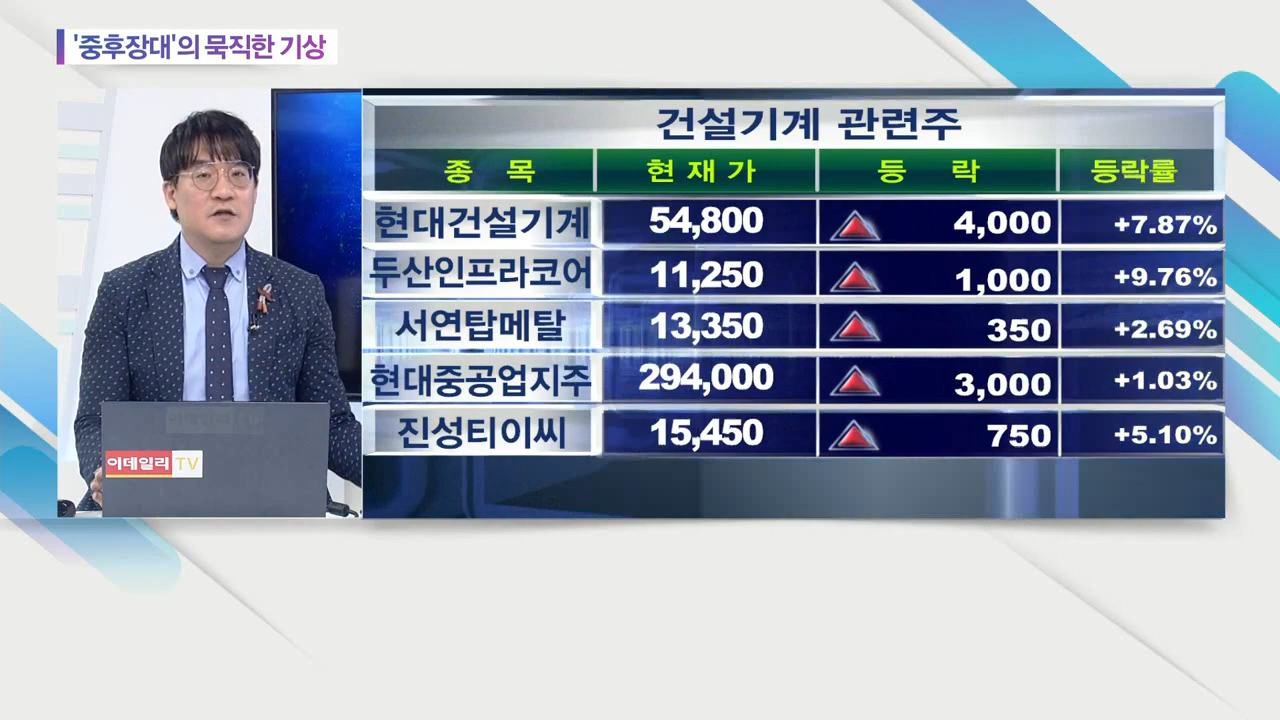 '중후장대'의 묵직한 기상
건설기계 관련주
종 목 현 재 가 등 락 등락률
현대건설기계 54,800 4,000 +7.87%
두산인프라코어 11,250 1,000 +9.76%
서연탑메탈 13,350 350 +2.69%
현대중공업지주 294,000 3,000 +1.03%
진성티이씨 15,450 750 +5.10%
이데일리 TV